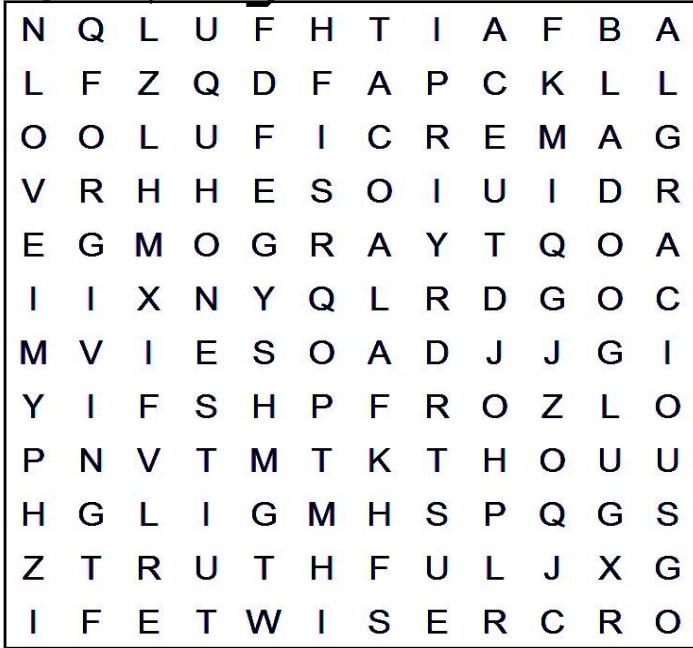 N Q L U F H T I A F B A
L F Z Q D F A P C K L L
O O L U F I C R E M A G
V R H H E S O I U I D R
E G M O G R A Y T Q O A
I I X N Y Q L R D G O C
M V I E S O A D J J G I
Y I F S H P F R O Z L O
P N V T M T K T H O U U
H G L I G M H S P Q G S
Z T R U T H F U L J X G
I F E T W I S E R C R O